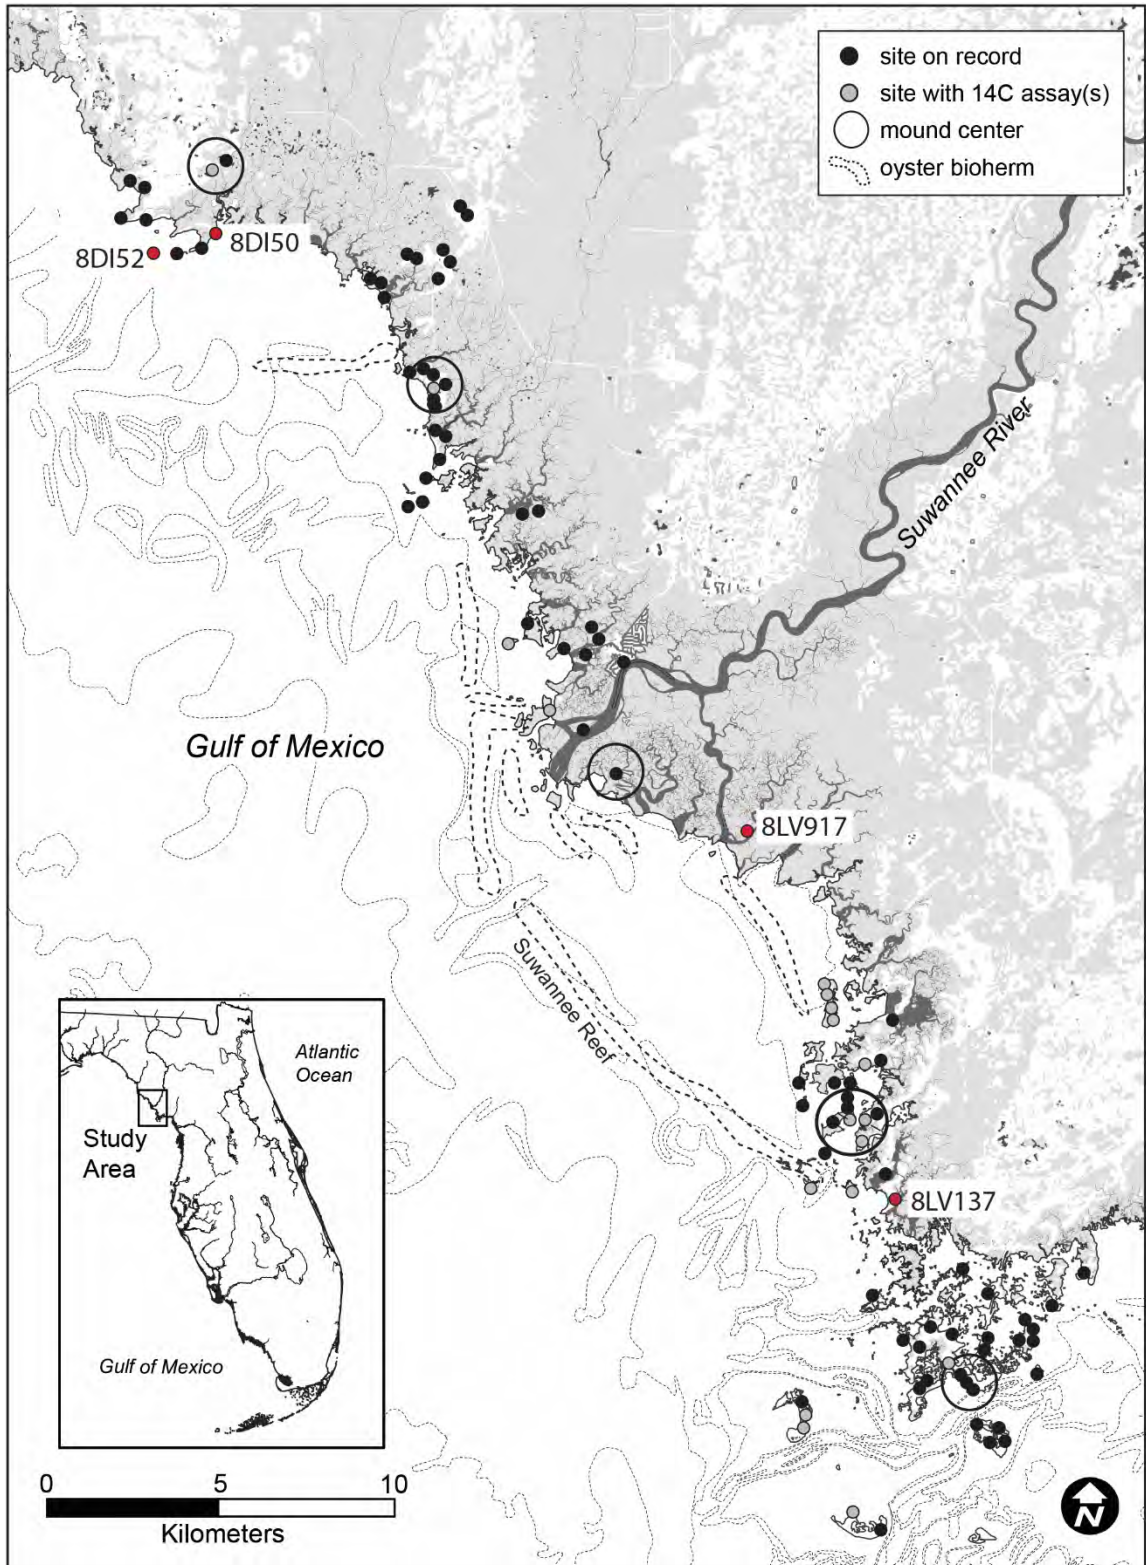 site on record
site with 14C assay(s)
mound center
oyster bioherm
8DI50
8DI52
Suwannee River
Gulf of Mexico
8LV917
Suwannee Reef
8LV137
Atlantic
Ocean
Study
Area
Gulf of Mexico
0 5 10
Kilometers
N